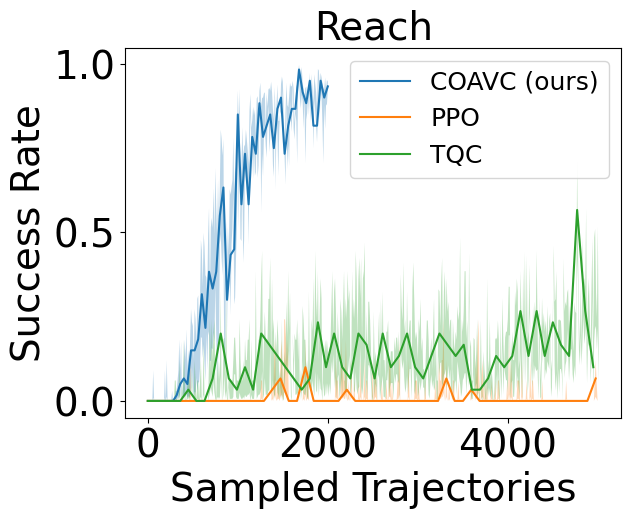 Reach
COAVC (ours)
PPO
TQC
Success Rate
1.0
0.5
0.0
0
2000
4000
Sampled Trajectories